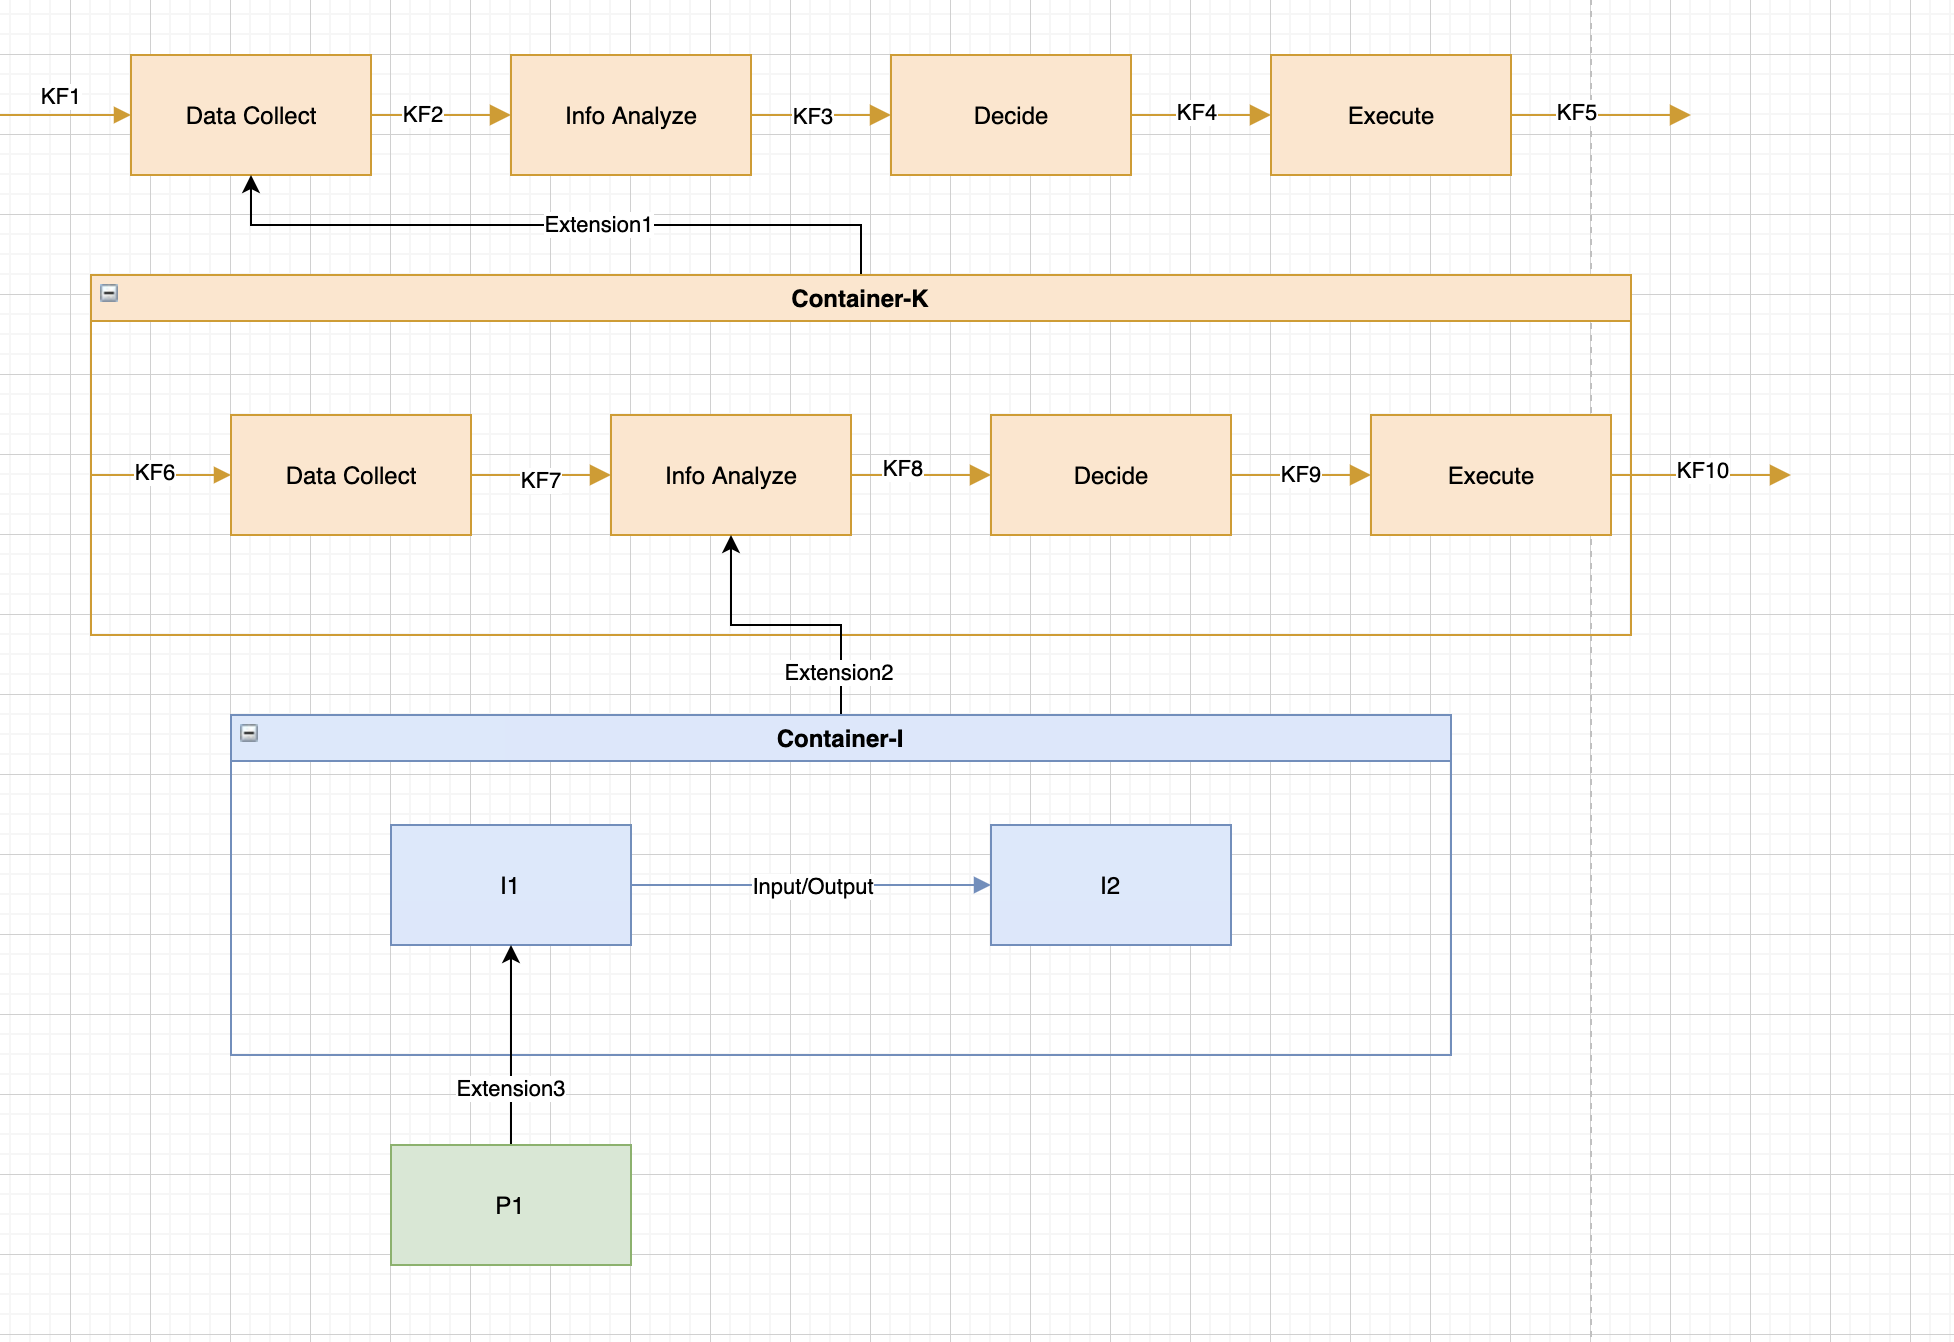 KF1
Data Collect
KF2
Info Analyze
KF3
Decide
KF4
Execute
KF5
Extension1
Container-K
KF6
Data Collect
KF7
Info Analyze
KF8
Decide
KF9
Execute
KF10
Extension2
Container-I
I1
Input/Output
I2
Extension3
P1